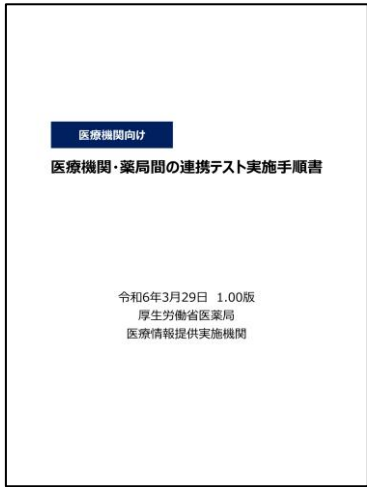 医療機関向け
医療機関・薬局間の連携テスト実施手順書
令和6年3月29日 1.00版
厚生労働省医薬局
医療情報提供実施機関